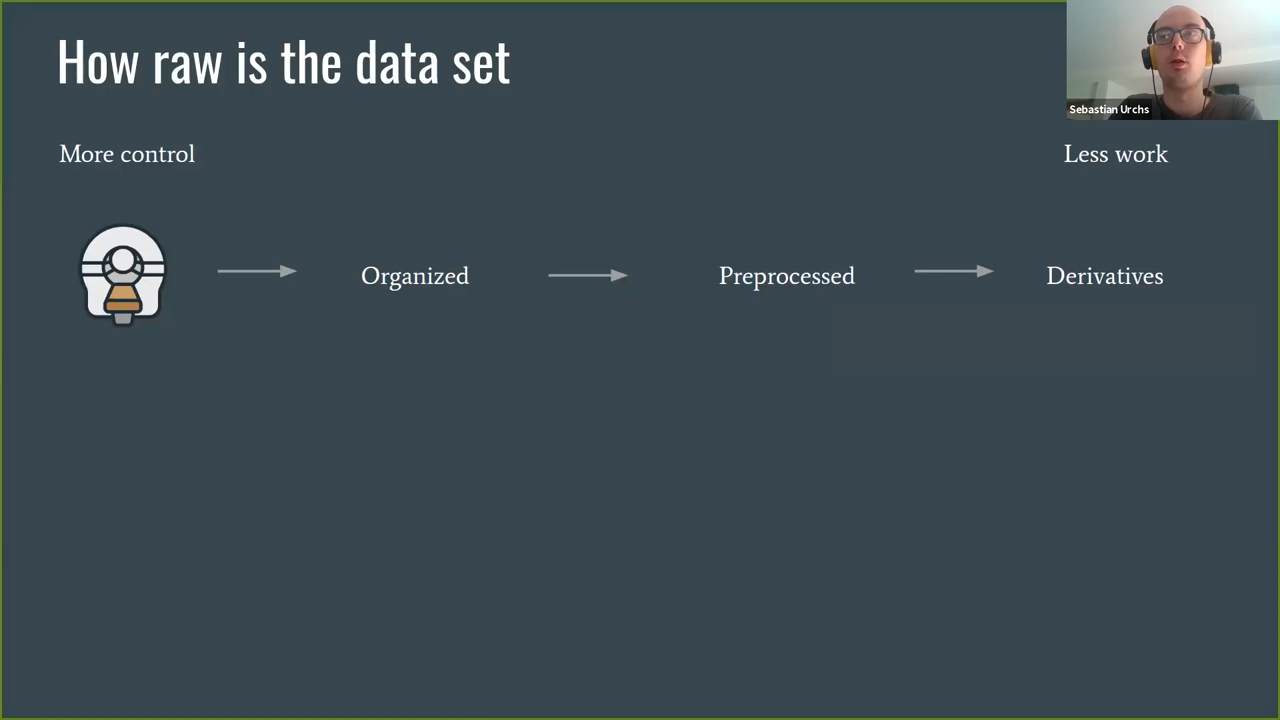 How raw is the data set
Sebastian Urchs
More control
Less work
Organized
Preprocessed
Derivatives